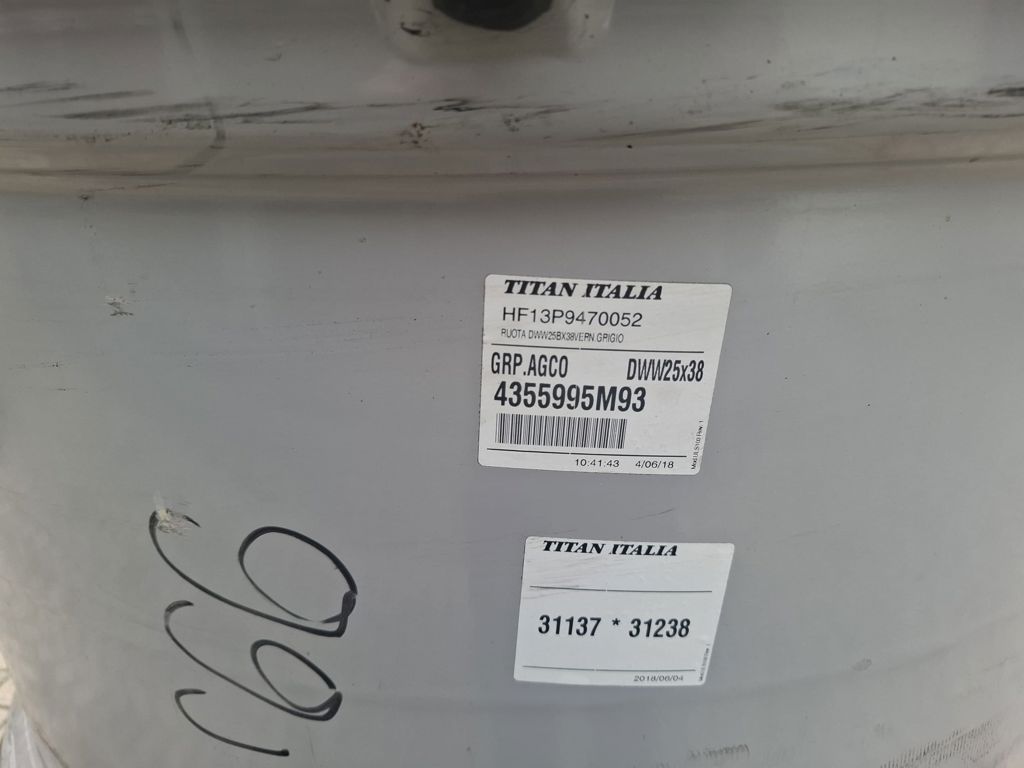 TITAN ITALIA
HF13P9470052
RUOTA DWW25BX38VERN.GRIGIO
GRP.AGCO DWW25x38
4355995M93
10:41:43 4/06/18
TITAN ITALIA
31137 * 31238
2018/06/04